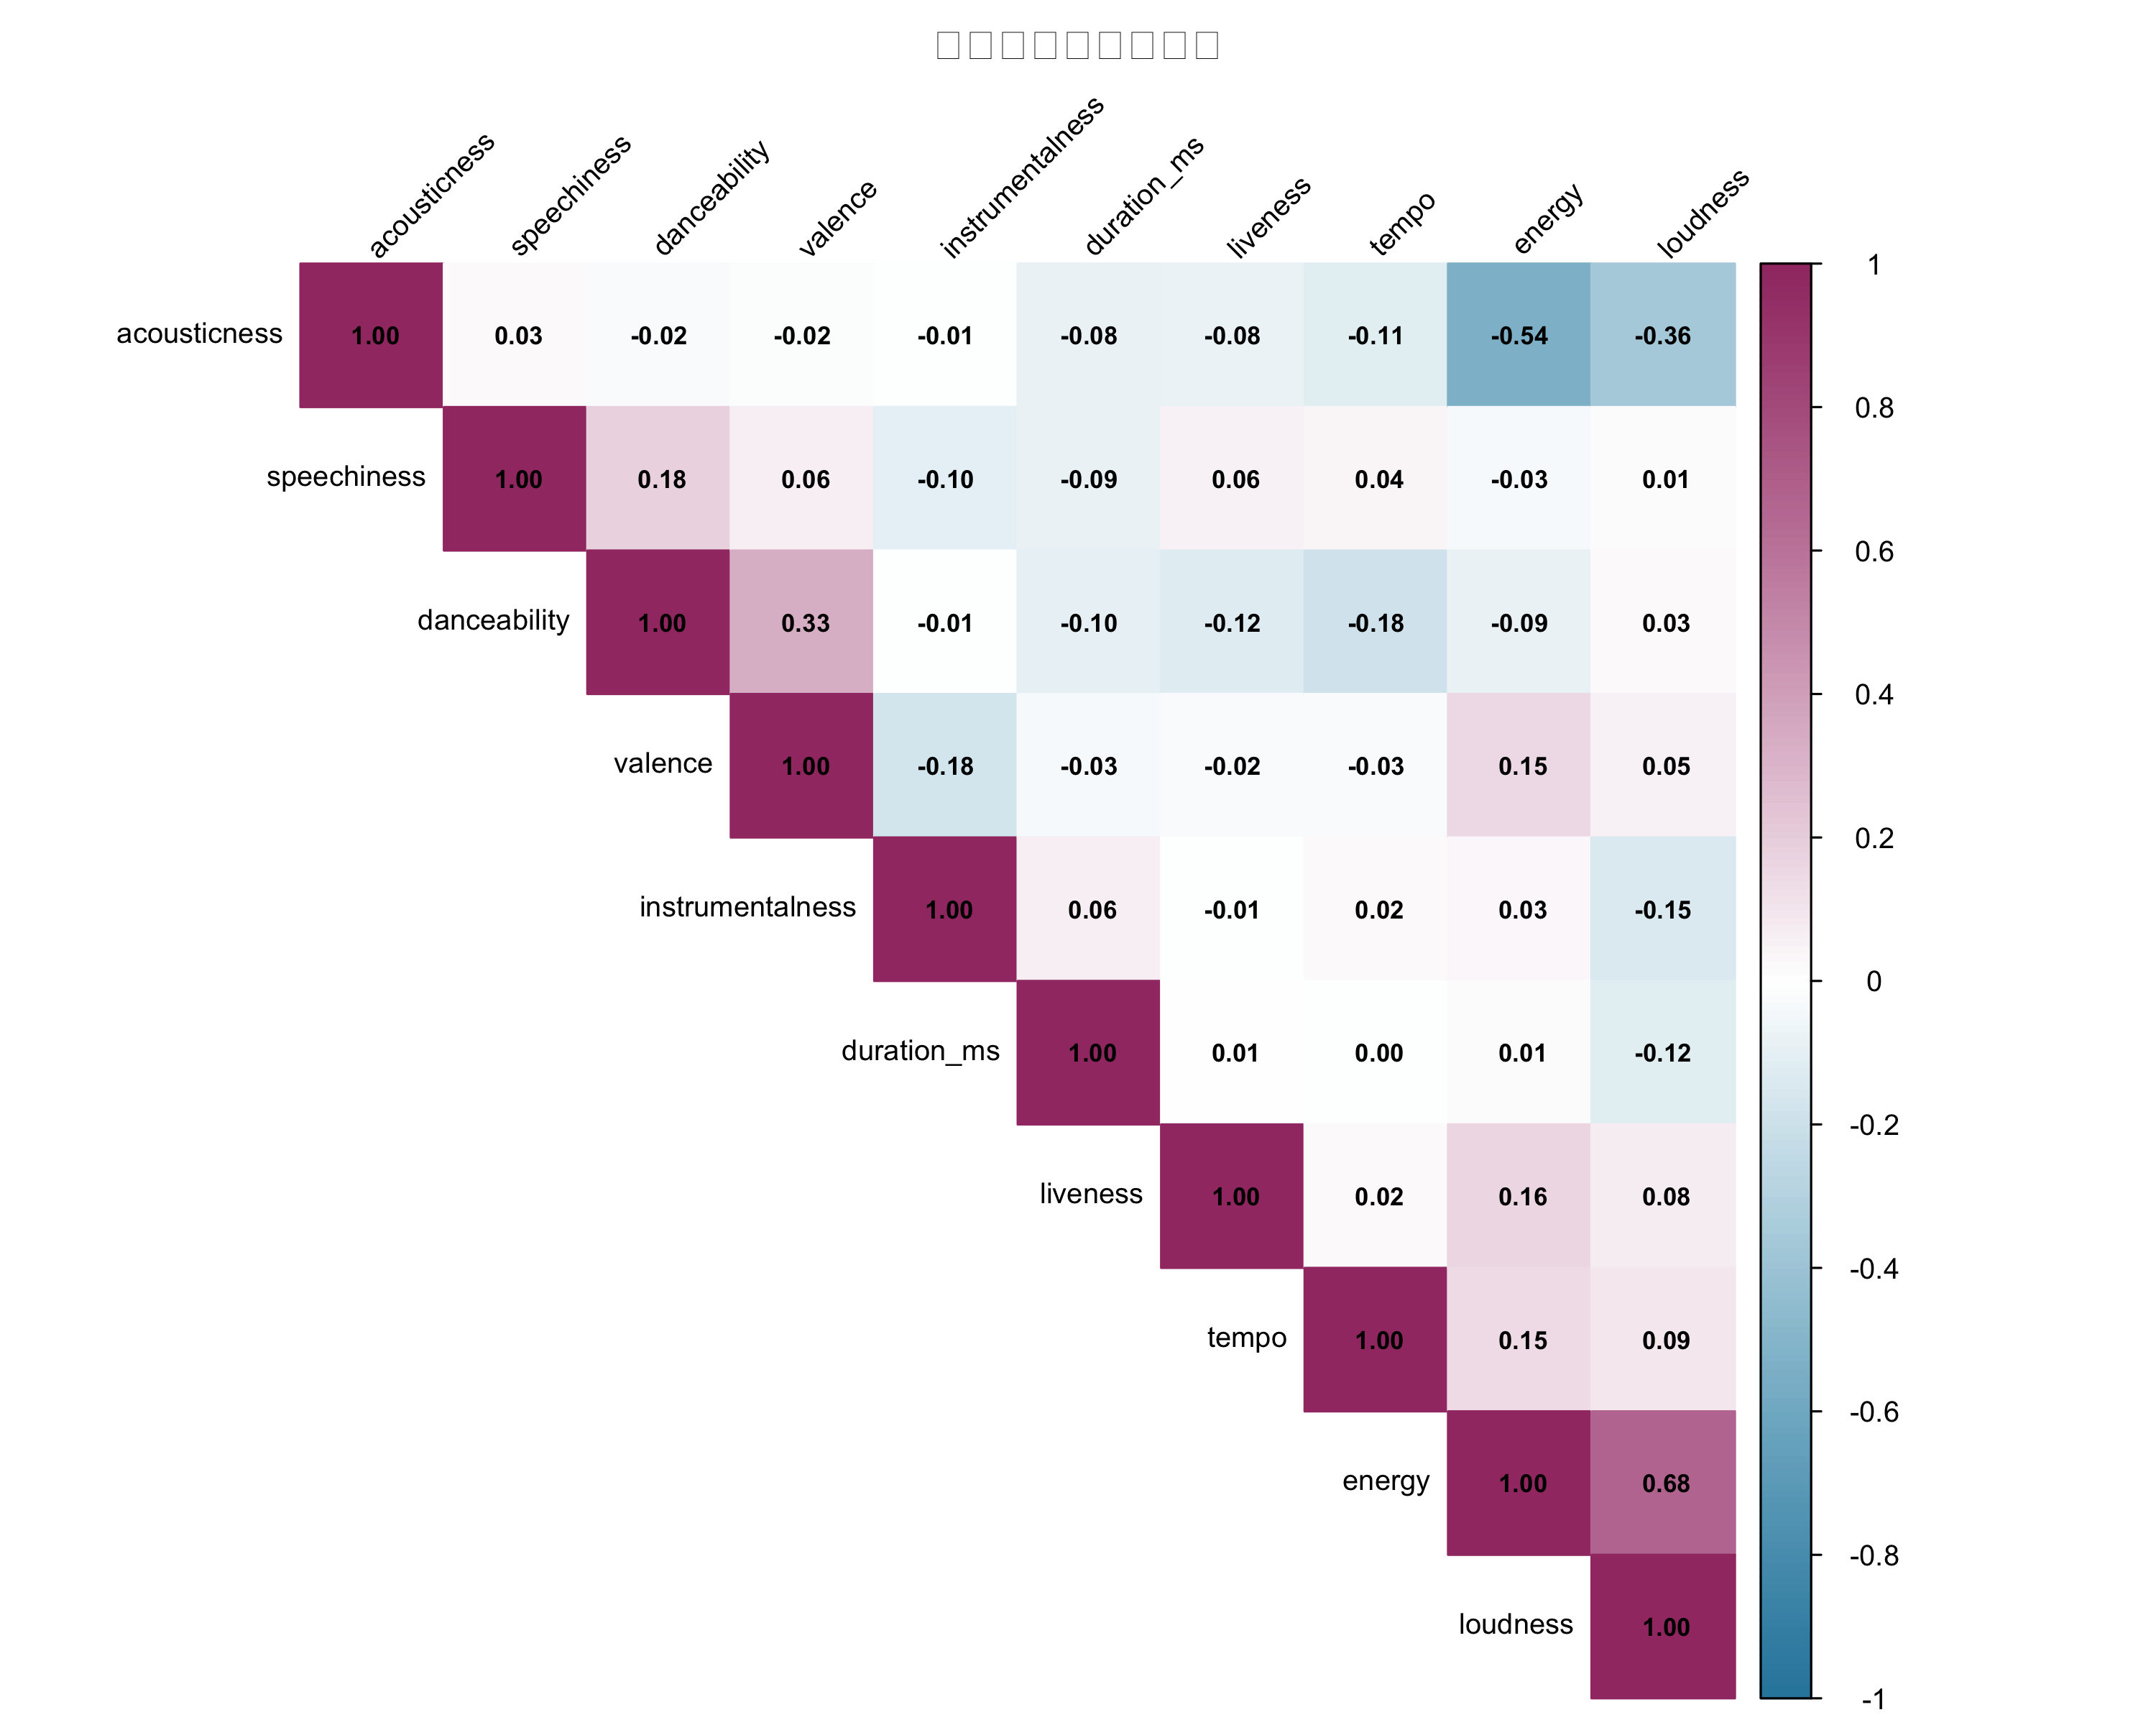 acousticness speechiness danceability valence instrumentalness duration_ms liveness tempo energy loudness
acousticness 1.00 0.03 -0.02 -0.02 -0.01 -0.08 -0.08 -0.11 -0.54 -0.36
speechiness 1.00 0.18 0.06 -0.10 -0.09 0.06 0.04 -0.03 0.01
danceability 1.00 0.33 -0.01 -0.10 -0.12 -0.18 -0.09 0.03
valence 1.00 -0.18 -0.03 -0.02 -0.03 0.15 0.05
instrumentalness 1.00 0.06 -0.01 0.02 0.03 -0.15
duration_ms 1.00 0.01 0.00 0.01 -0.12
liveness 1.00 0.02 0.16 0.08
tempo 1.00 0.15 0.09
energy 1.00 0.68
loudness 1.00
1
0.8
0.6
0.4
0.2
0
-0.2
-0.4
-0.6
-0.8
-1